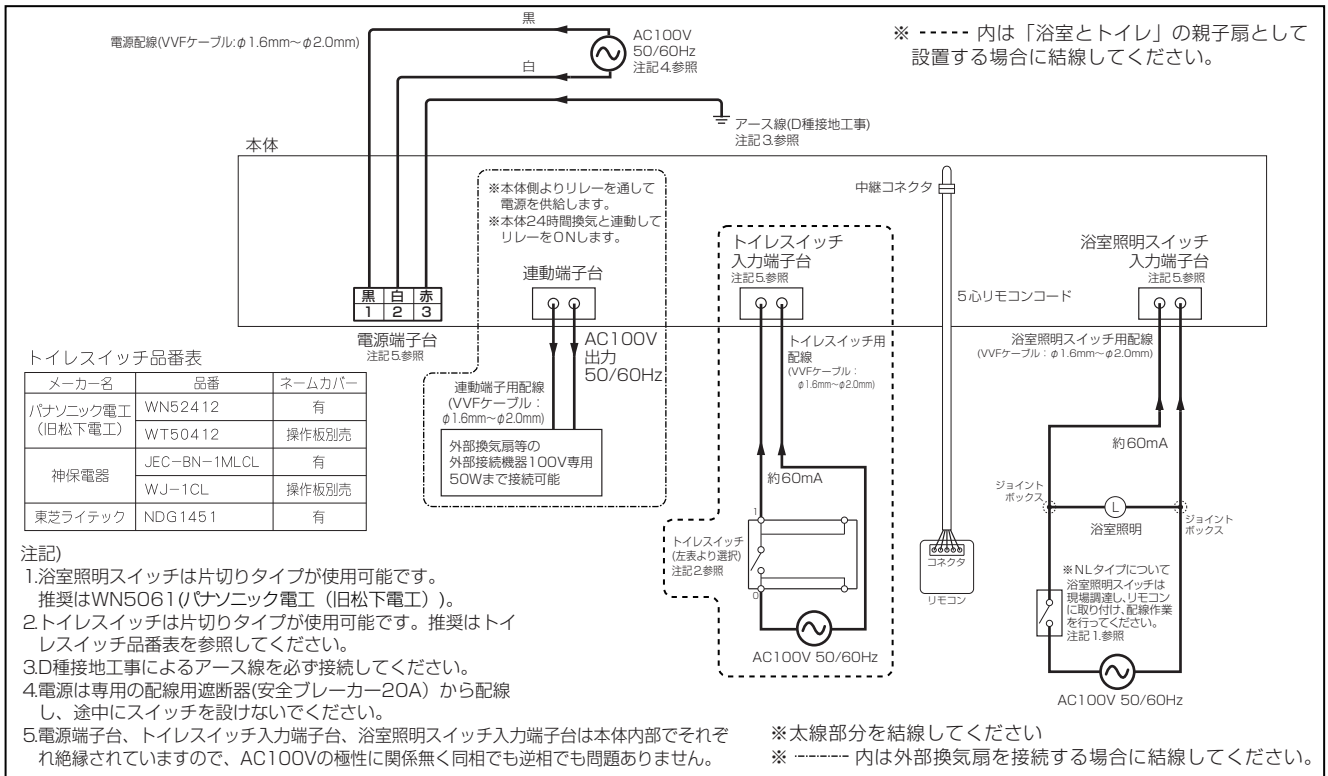 黒
電源配線(VVFケーブル:φ1.6mm〜φ2.0mm)
白
AC100V
50/60Hz
注記4.参照
※ ----- 内は「浴室とトイレ」の親子扇として
設置する場合に結線してください。
アース線(D種接地工事)
注記3.参照
本体
※本体側よりリレーを通して
電源を供給します。
※本体24時間換気と連動して
リレーをONします。
連動端子台
黒 白 赤
1 2 3
電源端子台
注記5.参照
AC100V
出力
50/60Hz
連動端子用配線
(VVFケーブル:
φ1.6mm〜φ2.0mm)
外部換気扇等の
外部接続機器100V専用
50Wまで接続可能
トイレスイッチ
入力端子台
注記5.参照
トイレスイッチ用
配線
(VVFケーブル:
φ1.6mm〜φ2.0mm)
約60mA
1
トイレスイッチ
(左表より選択)
注記2.参照
0
AC100V 50/60Hz
中継コネクタ
5心リモコンコード
コネクタ
リモコン
浴室照明スイッチ
入力端子台
注記5.参照
浴室照明スイッチ用配線
(VVFケーブル:φ1.6mm〜φ2.0mm)
約60mA
ジョイント
ボックス
L
浴室照明
ジョイント
ボックス
※NLタイプについて
浴室照明スイッチは
現場調達し、リモコン
に取り付け、配線作業
を行ってください。
注記1.参照
AC100V 50/60Hz
トイレスイッチ品番表
メーカー名 品番 ネームカバー
パナソニック電工
(旧松下電工)
WN52412 有
WT50412 操作板別売
神保電器
JEC-BN-1MLCL 有
WJ-1CL 操作板別売
東芝ライテック NDG1451 有
注記)
1.浴室照明スイッチは片切りタイプが使用可能です。
推奨はWN5061(パナソニック電工(旧松下電工))。
2.トイレスイッチは片切りタイプが使用可能です。推奨はトイ
レスイッチ品番表を参照してください。
3.D種接地工事によるアース線を必ず接続してください。
4.電源は専用の配線用遮断器(安全ブレーカー20A)から配線
し、途中にスイッチを設けないでください。
5.電源端子台、トイレスイッチ入力端子台、浴室照明スイッチ入力端子台は本体内部でそれぞ
れ絶縁されていますので、AC100Vの極性に関係無く同相でも逆相でも問題ありません。
※太線部分を結線してください
※ -·-·-·- 内は外部換気扇を接続する場合に結線してください。